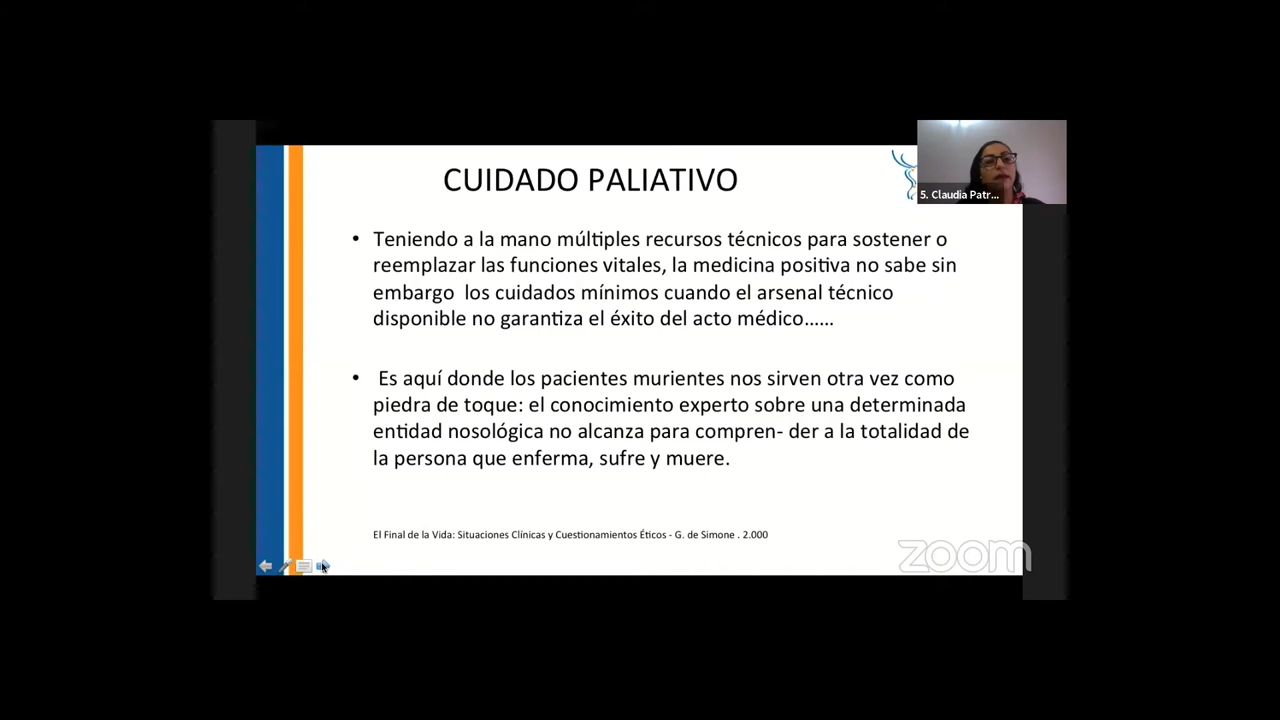 CUIDADO PALIATIVO
5. Claudia Patr...
• Teniendo a la mano múltiples recursos técnicos para sostener o
reemplazar las funciones vitales, la medicina positiva no sabe sin
embargo  los cuidados mínimos cuando el arsenal técnico
disponible no garantiza el éxito del acto médico......
•  Es aquí donde los pacientes murientes nos sirven otra vez como
piedra de toque: el conocimiento experto sobre una determinada
entidad nosológica no alcanza para compren- der a la totalidad de
la persona que enferma, sufre y muere.
El Final de la Vida: Situaciones Clínicas y Cuestionamientos Éticos - G. de Simone . 2.000
zoom